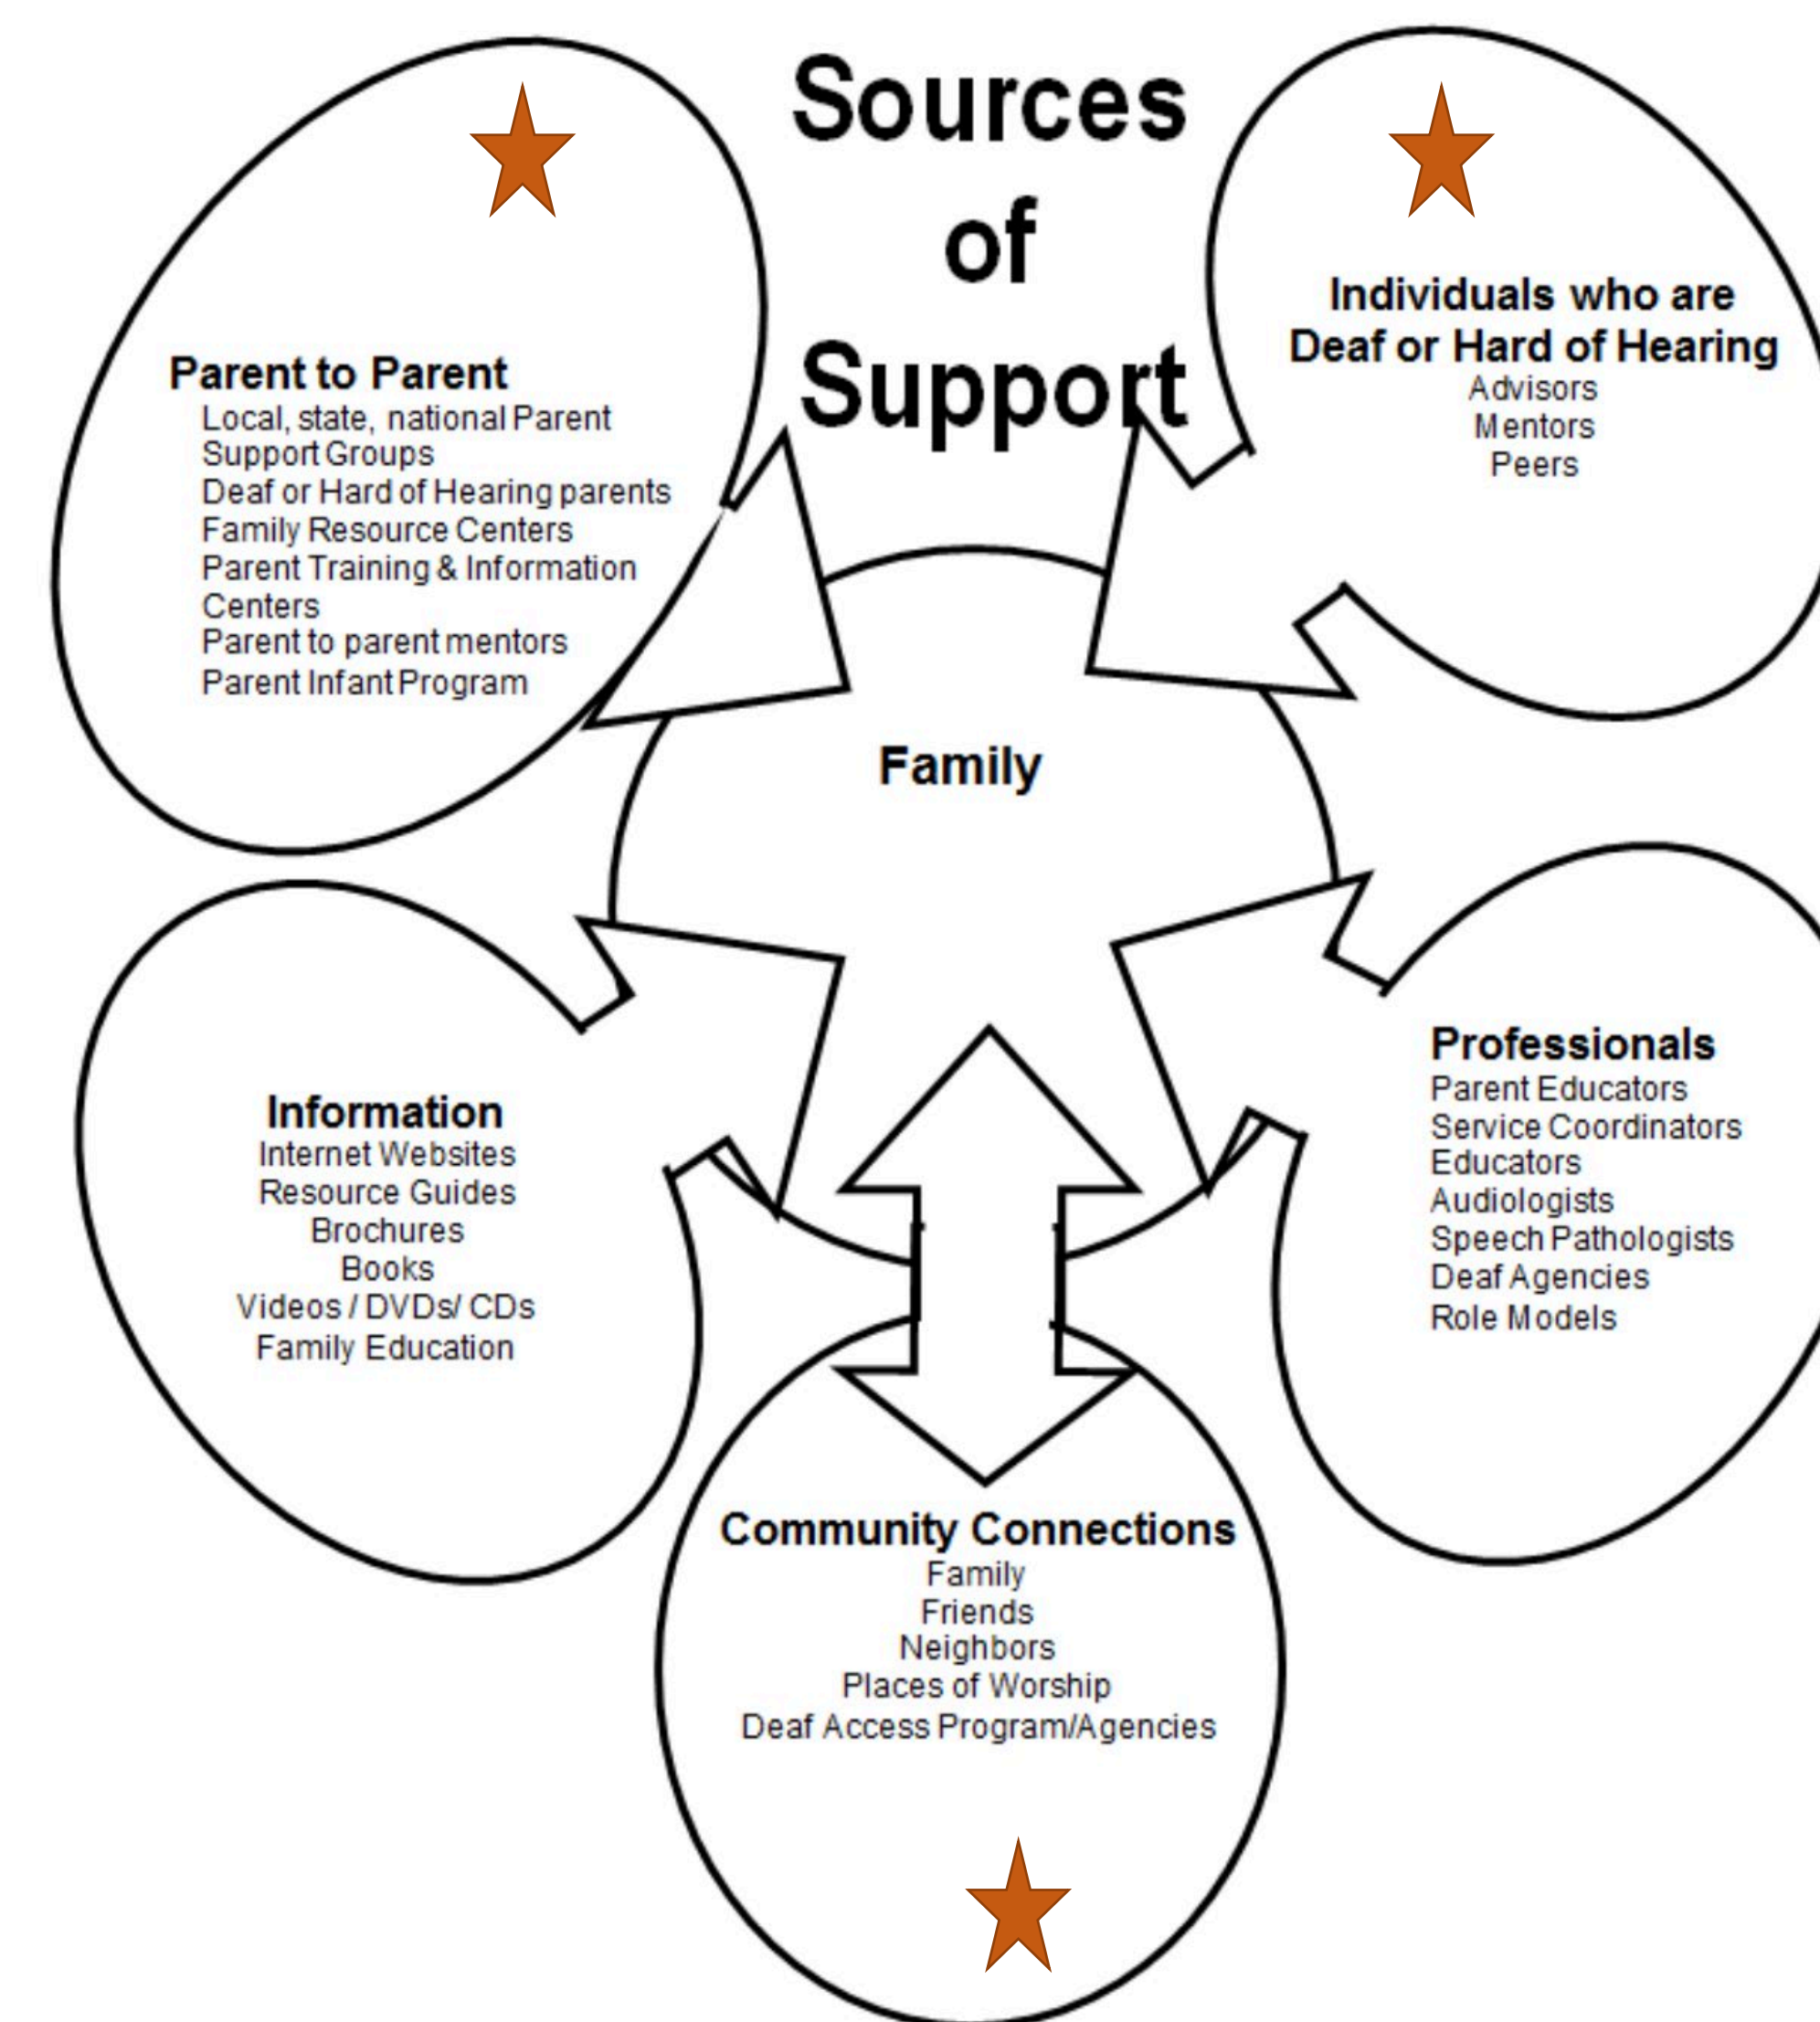 Sources
of
Support
Parent to Parent
Local, state, national Parent
Support Groups
Deaf or Hard of Hearing parents
Family Resource Centers
Parent Training & Information
Centers
Parent to parent mentors
Parent Infant Program
Individuals who are
Deaf or Hard of Hearing
Advisors
Mentors
Peers
Family
Information
Internet Websites
Resource Guides
Brochures
Books
Videos / DVDs/ CDs
Family Education
Professionals
Parent Educators
Service Coordinators
Educators
Audiologists
Speech Pathologists
Deaf Agencies
Role Models
Community Connections
Family
Friends
Neighbors
Places of Worship
Deaf Access Program/Agencies